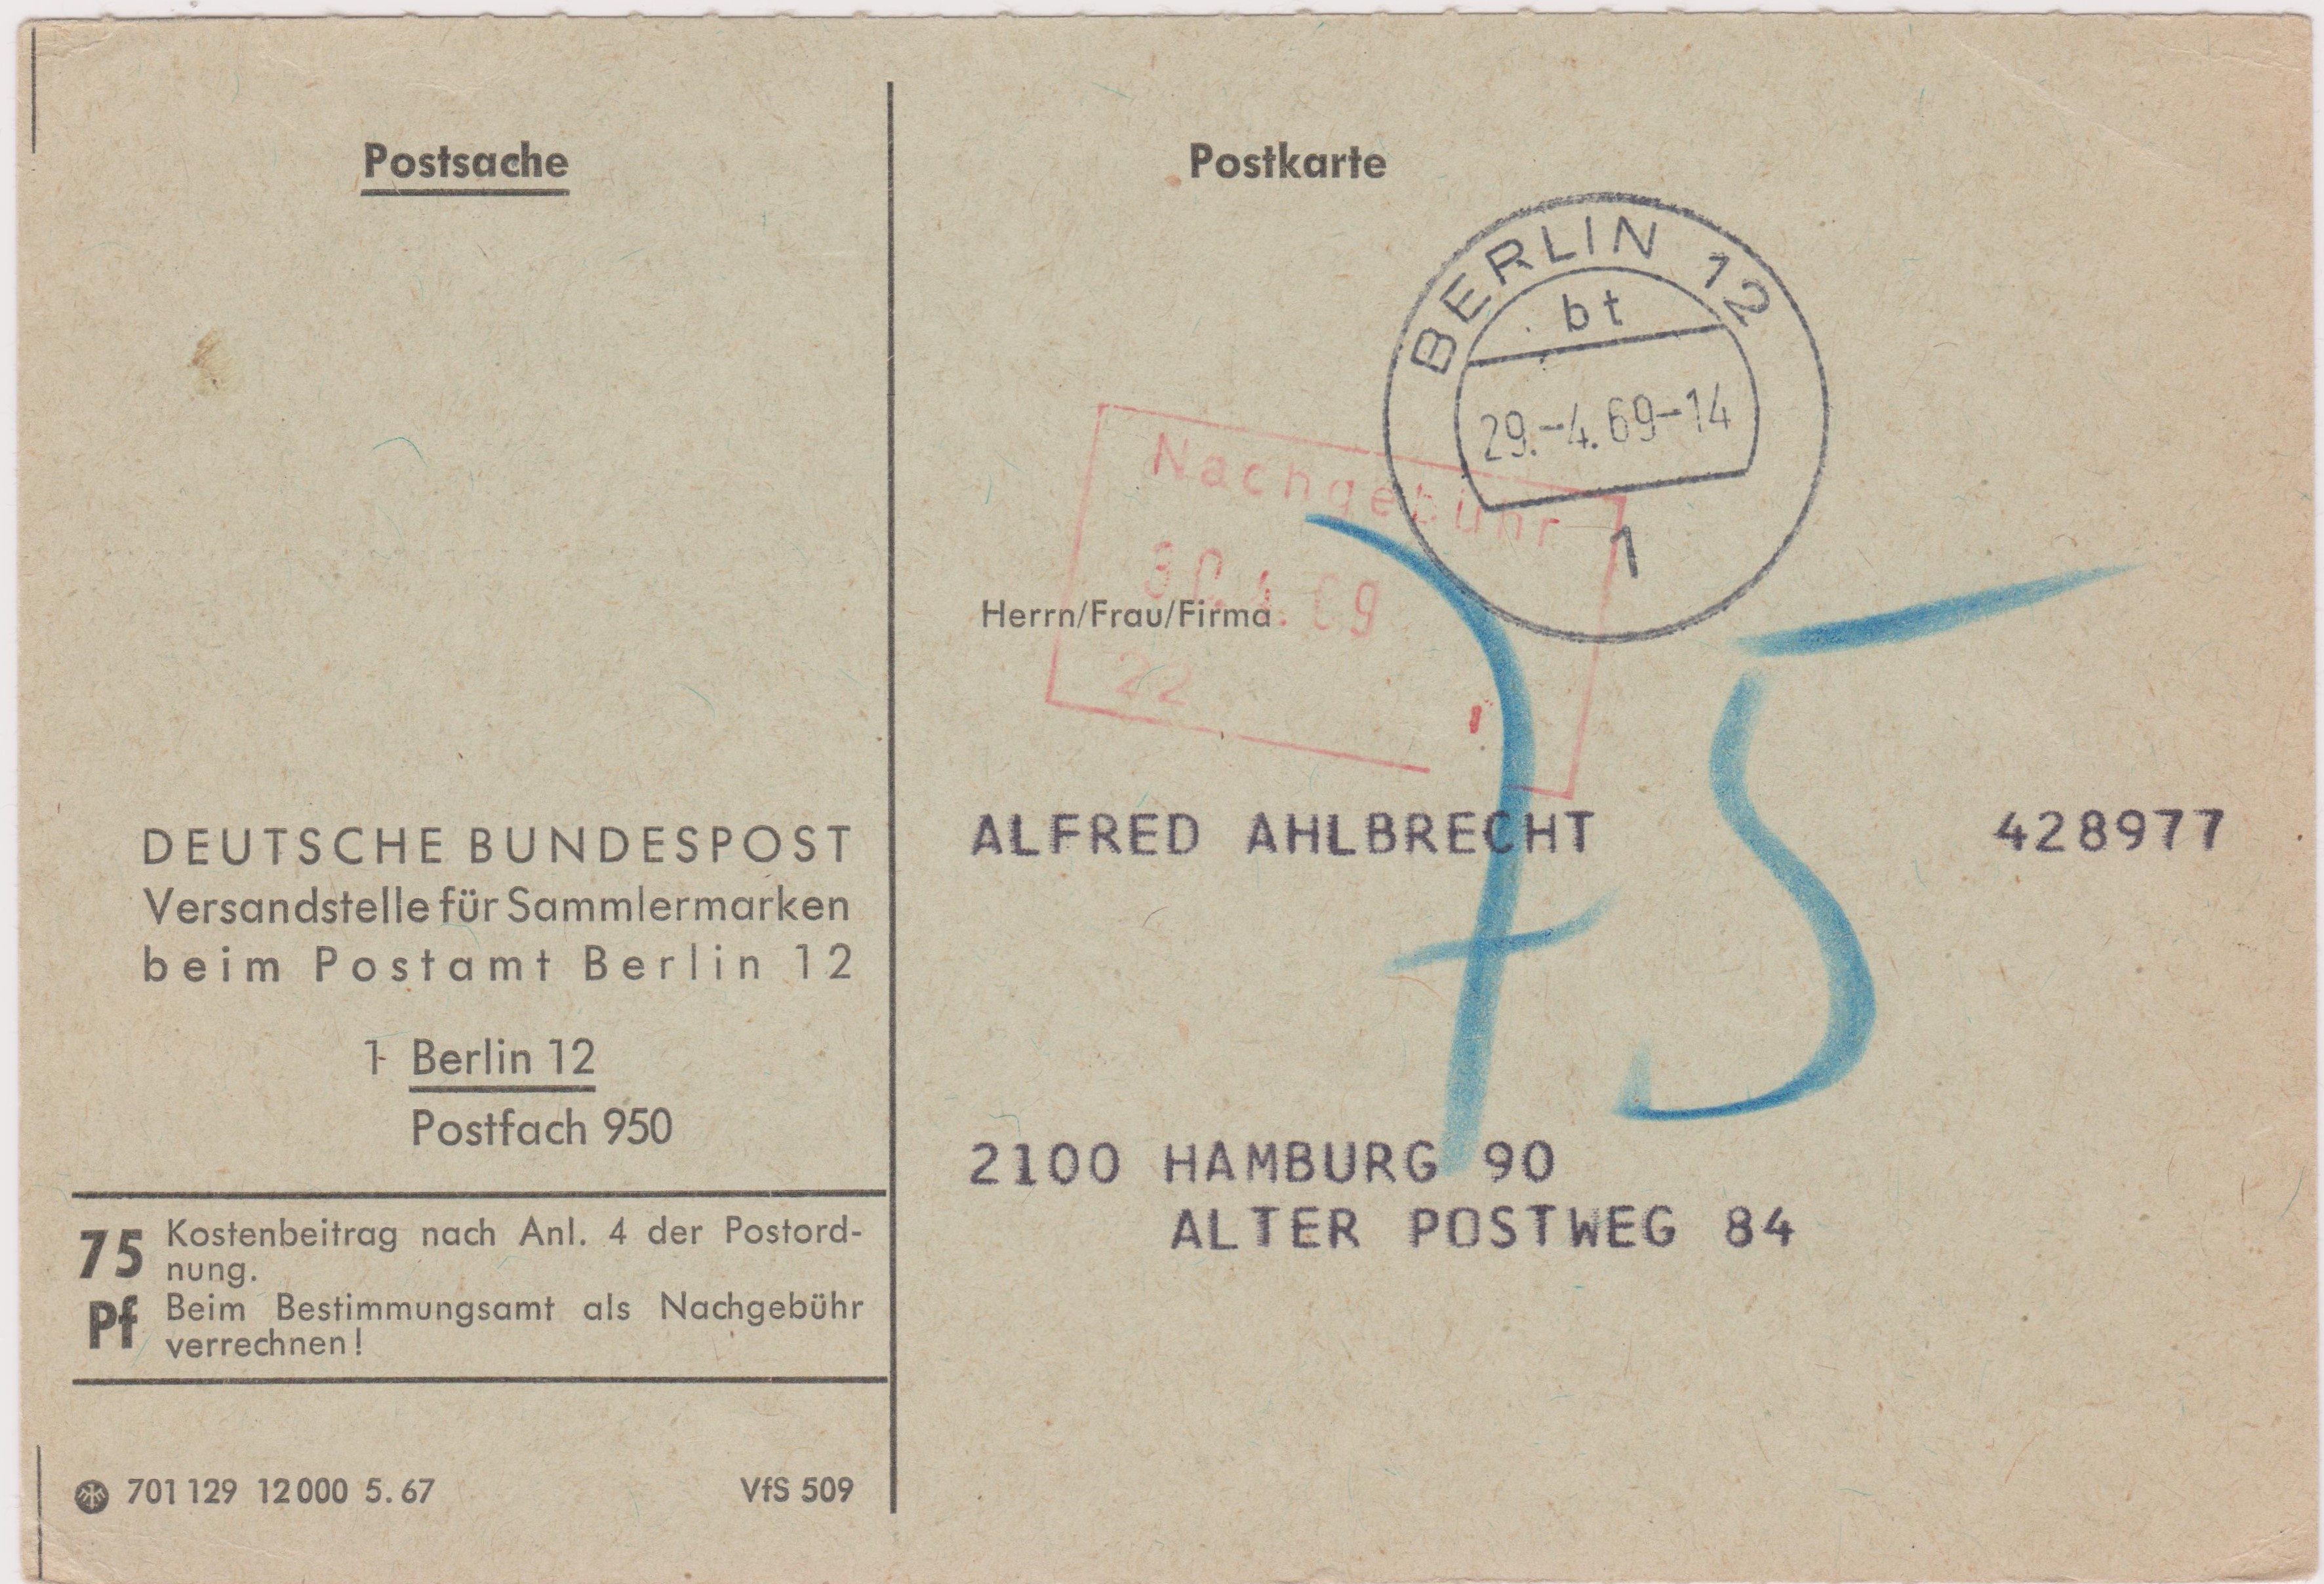 Postsache
DEUTSCHE BUNDESPOST
Versandstelle für Sammlermarken
beim Postamt Berlin 12
1 Berlin 12
Postfach 950
75 Pf
Kostenbeitrag nach Anl. 4 der Postord-
nung.
Beim Bestimmungsamt als Nachgebühr
verrechnen!
701 129 12 000 5.67 VfS 509
Postkarte
BERLIN 12
bt
29.-4.69-14
1
Nachgebühr
30.4.69
22
Herrn/Frau/Firma
75
ALFRED AHLBRECHT 428977
2100 HAMBURG 90
ALTER POSTWEG 84